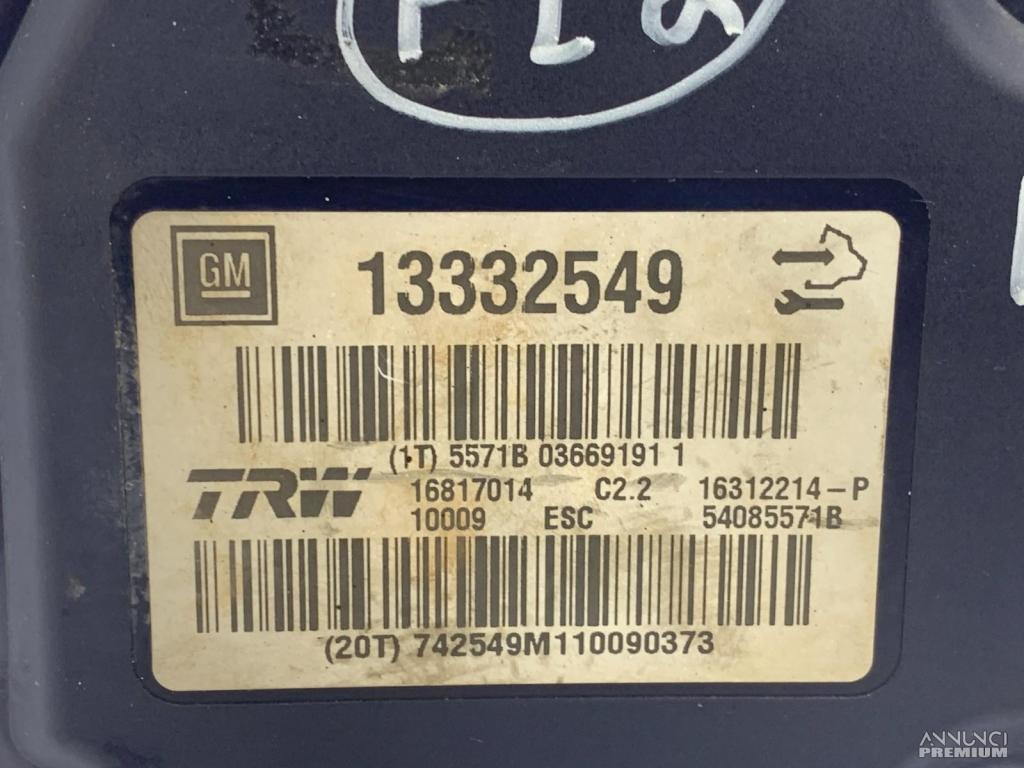 GM 13332549
(1T) 5571B 03669191 1
TRW 16817014 C2.2 16312214-P
10009 ESC 54085571B
(20T) 742549M110090373
ANNUNCI
PREMIUM